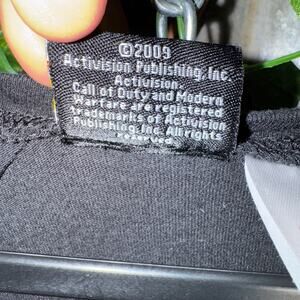 ©2009
Activision Publishing, Inc.
Activision.
Call of Duty and Modern
Warfare are registered
Trademarks of Activision
Publishing, Inc. All rights
reserved.